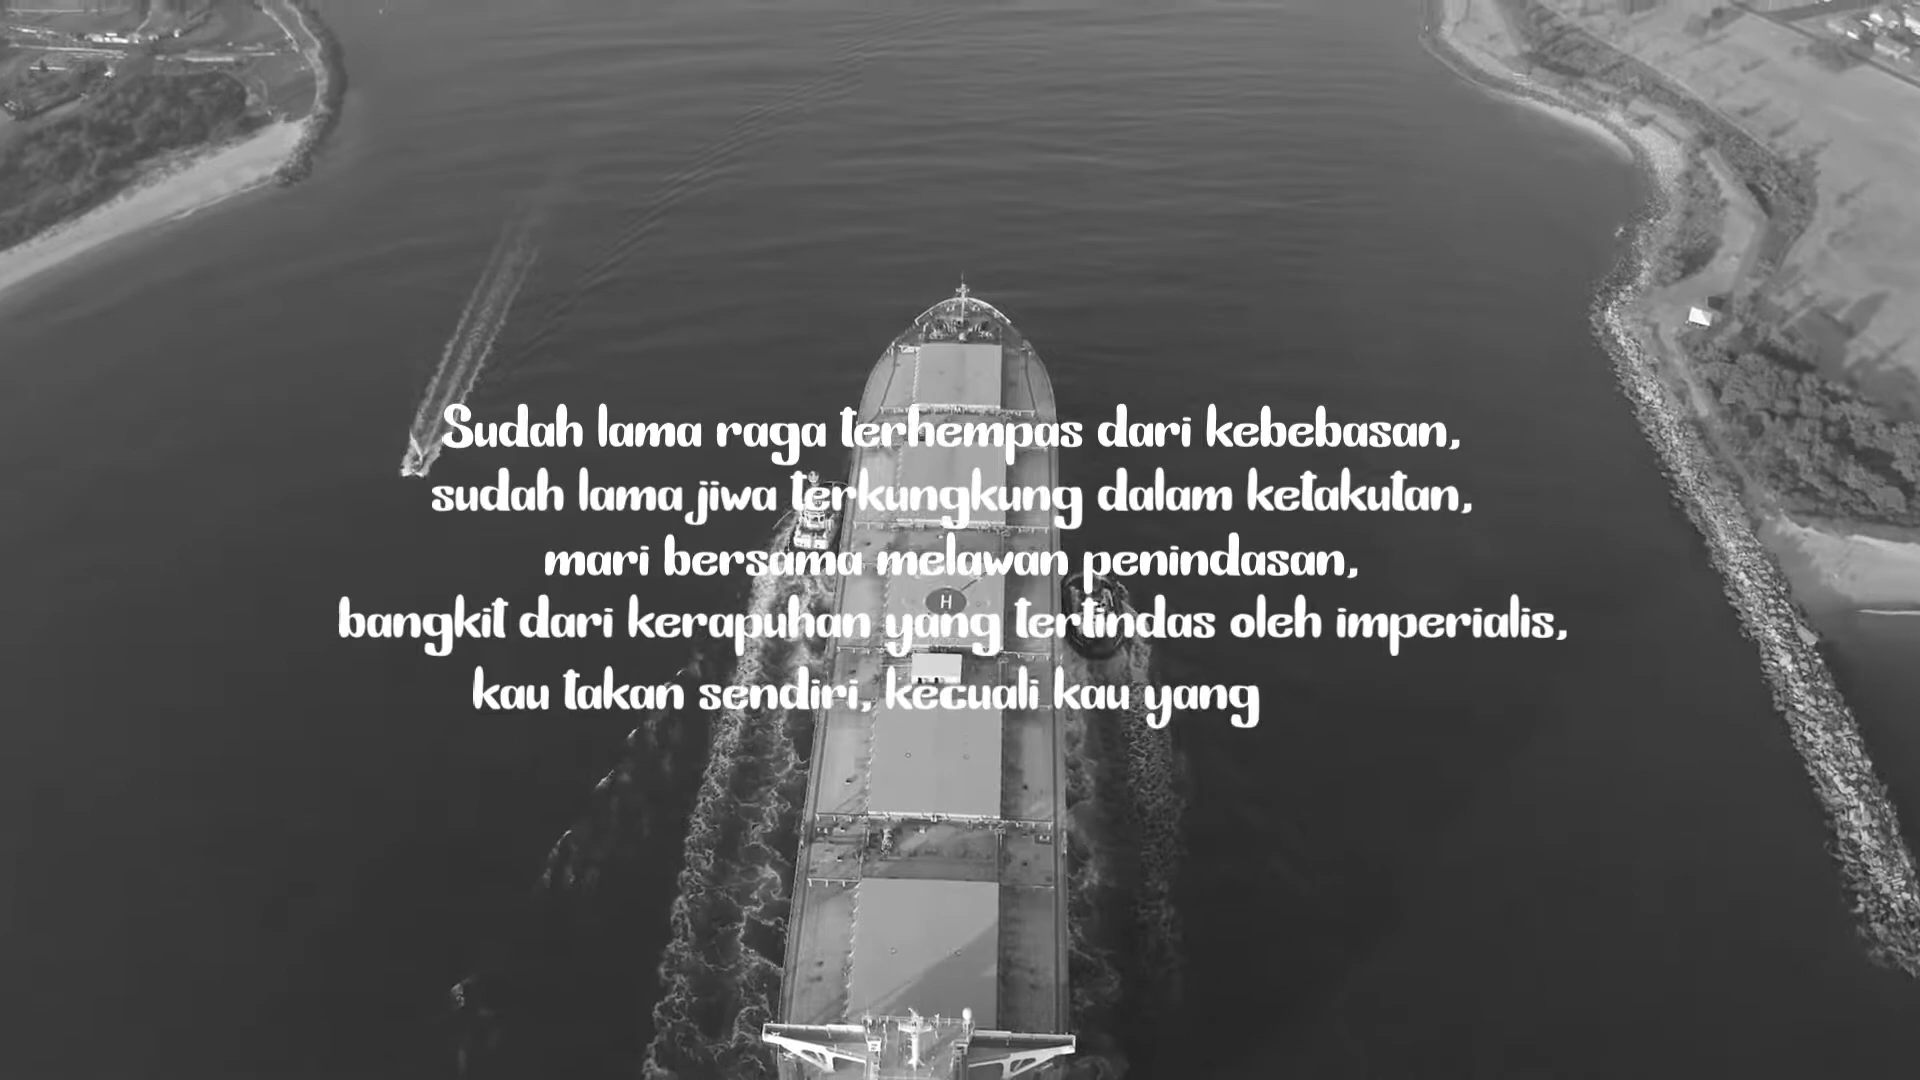 Sudah lama raga terhempas dari kebebasan,
sudah lama jiwa terkungkung dalam ketakutan,
mari bersama melawan penindasan,
bangkit dari kerapuhan yang tertindas oleh imperialis,
kau takan sendiri, kecuali kau yang
H